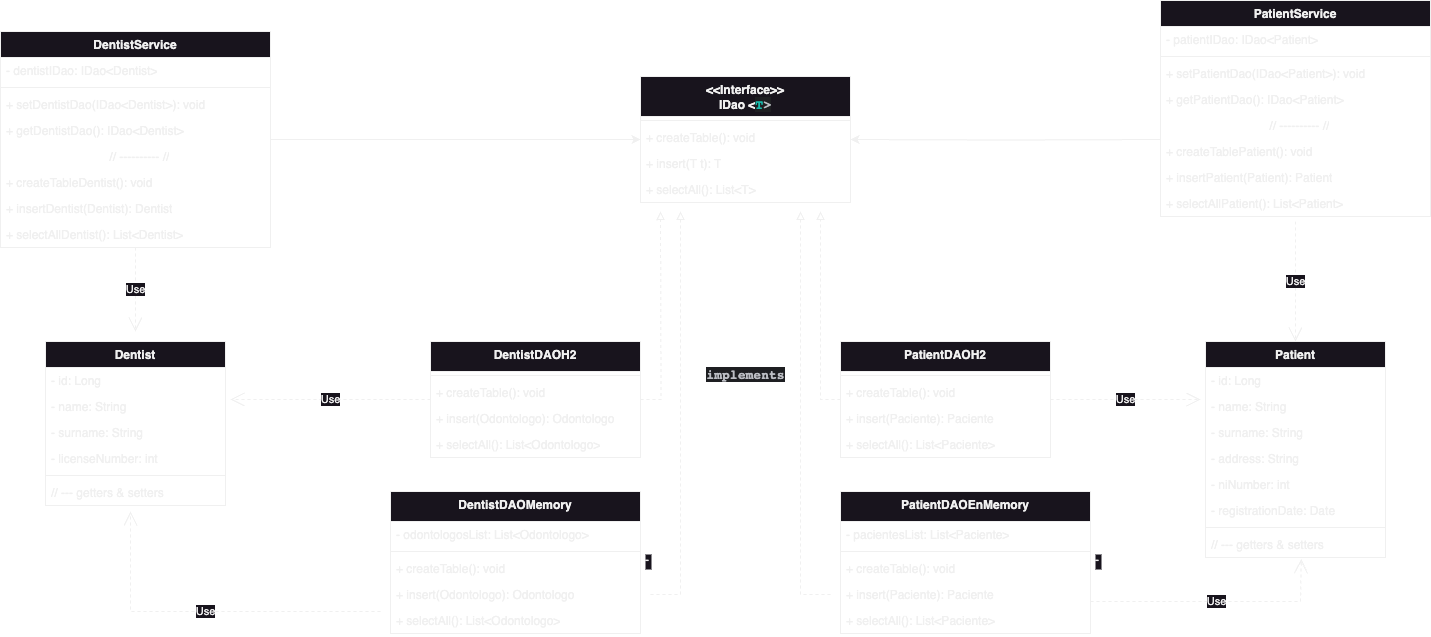 PatientService
- patientIDao: IDao<Patient>
+ setPatientDao(IDao<Patient>): void
+ getPatientDao(): IDao<Patient>
// ---------- //
+ createTablePatient(): void
+ insertPatient(Patient): Patient
+ selectAllPatient(): List<Patient>
DentistService
- dentistIDao: IDao<Dentist>
+ setDentistDao(IDao<Dentist>): void
+ getDentistDao(): IDao<Dentist>
// ---------- //
+ createTableDentist(): void
+ insertDentist(Dentist): Dentist
+ selectAllDentist(): List<Dentist>
<<Interface>>
IDao <T>
+ createTable(): void
+ insert(T t): T
+ selectAll(): List<T>
Use
Use
Dentist
- id: Long
- name: String
- surname: String
- licenseNumber: int
// --- getters & setters
Use
DentistDAOH2
+ createTable(): void
+ insert(Odontologo): Odontologo
+ selectAll(): List<Odontologo>
implements
PatientDAOH2
+ createTable(): void
+ insert(Paciente): Paciente
+ selectAll(): List<Paciente>
Use
Patient
- id: Long
- name: String
- surname: String
- address: String
- niNumber: int
- registrationDate: Date
// --- getters & setters
DentistDAOMemory
- odontologosList: List<Odontologo>
+ createTable(): void
+ insert(Odontologo): Odontologo
+ selectAll(): List<Odontologo>
-
Use
PatientDAOEnMemory
- pacientesList: List<Paciente>
+ createTable(): void
+ insert(Paciente): Paciente
+ selectAll(): List<Paciente>
-
Use